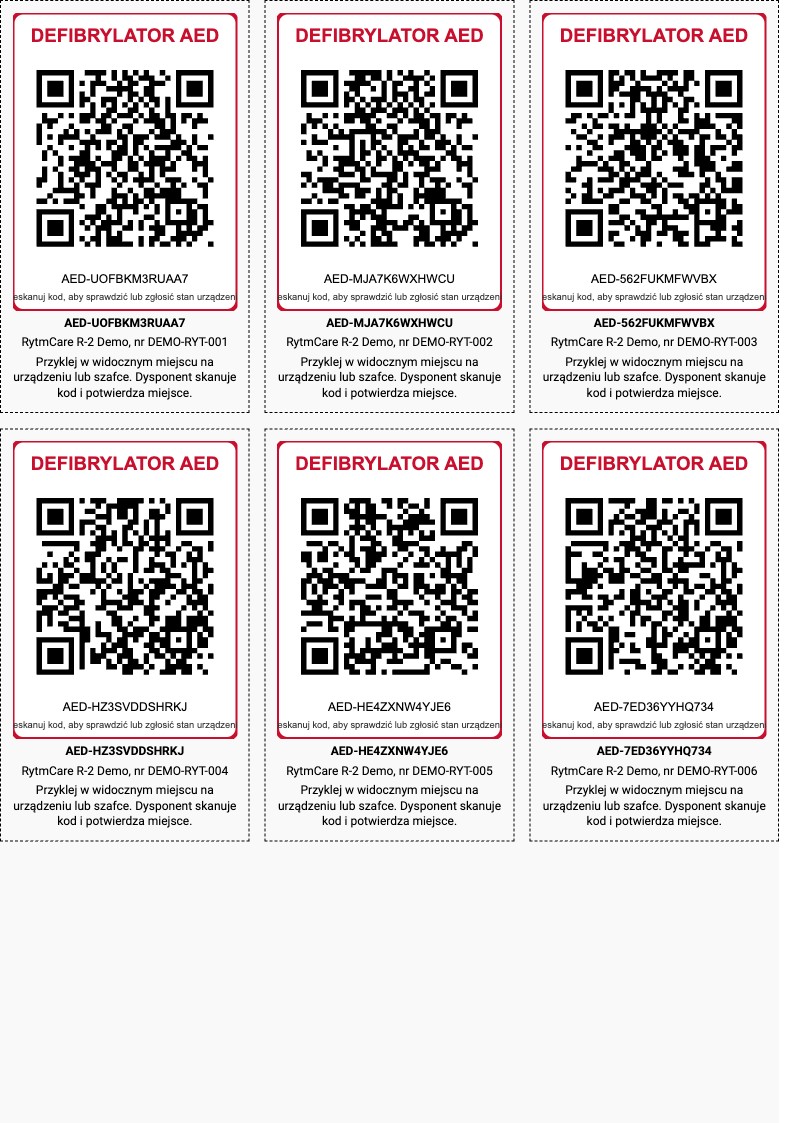 DEFIBRYLATOR AED
AED-UOFBKM3RUAA7
eskanuj kod, aby sprawdzić lub zgłosić stan urządzen
AED-UOFBKM3RUAA7
RytmCare R-2 Demo, nr DEMO-RYT-001
Przyklej w widocznym miejscu na
urządzeniu lub szafce. Dysponent skanuje
kod i potwierdza miejsce.
DEFIBRYLATOR AED
AED-MJA7K6WXHWCU
eskanuj kod, aby sprawdzić lub zgłosić stan urządzen
AED-MJA7K6WXHWCU
RytmCare R-2 Demo, nr DEMO-RYT-002
Przyklej w widocznym miejscu na
urządzeniu lub szafce. Dysponent skanuje
kod i potwierdza miejsce.
DEFIBRYLATOR AED
AED-562FUKMFWVBX
eskanuj kod, aby sprawdzić lub zgłosić stan urządzen
AED-562FUKMFWVBX
RytmCare R-2 Demo, nr DEMO-RYT-003
Przyklej w widocznym miejscu na
urządzeniu lub szafce. Dysponent skanuje
kod i potwierdza miejsce.
DEFIBRYLATOR AED
AED-HZ3SVDDSHRKJ
eskanuj kod, aby sprawdzić lub zgłosić stan urządzen
AED-HZ3SVDDSHRKJ
RytmCare R-2 Demo, nr DEMO-RYT-004
Przyklej w widocznym miejscu na
urządzeniu lub szafce. Dysponent skanuje
kod i potwierdza miejsce.
DEFIBRYLATOR AED
AED-HE4ZXNW4YJE6
eskanuj kod, aby sprawdzić lub zgłosić stan urządzen
AED-HE4ZXNW4YJE6
RytmCare R-2 Demo, nr DEMO-RYT-005
Przyklej w widocznym miejscu na
urządzeniu lub szafce. Dysponent skanuje
kod i potwierdza miejsce.
DEFIBRYLATOR AED
AED-7ED36YYHQ734
eskanuj kod, aby sprawdzić lub zgłosić stan urządzen
AED-7ED36YYHQ734
RytmCare R-2 Demo, nr DEMO-RYT-006
Przyklej w widocznym miejscu na
urządzeniu lub szafce. Dysponent skanuje
kod i potwierdza miejsce.